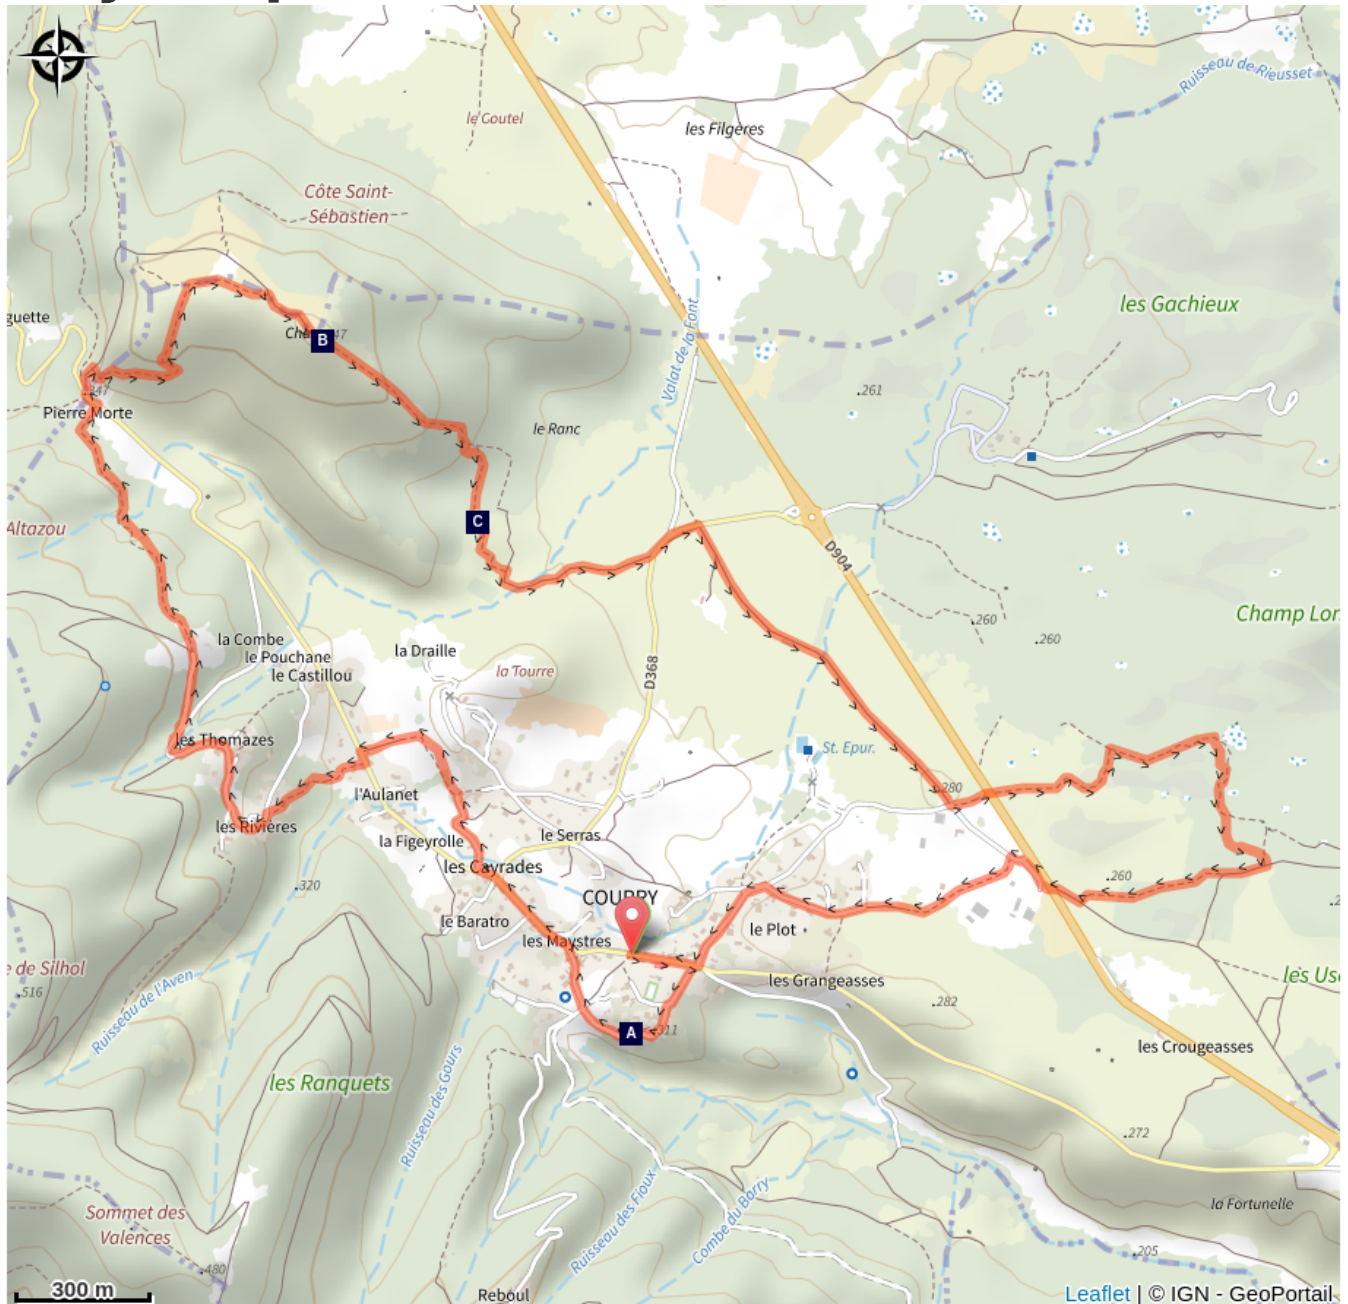 Ruisseau de Rieusset
le Goutel
les Filgères
Côte Saint-
Sébastien
les Gachieux
guette
Valat de la Font
B
47
347
.261
Pierre Morte
le Ranc
C
Altazou
D904
Champ Lor
.260
.260
la Combe
le Pouchane
le Castillou
la Draille
la Tourre
D368
les Thomazes
St. Epur.
280
l'Aulanet
les Rivières
la Figeyrolle
le Serras
les Cayrades
.320
.260
le Baratro
les Maystres
le Plot
e de Silhol
.516
les Grangeasses
les Us
.282
Ruisseau de l'Aven
A
311
les Crougeasses
les Ranquets
Ruisseau des Gours
.272
Sommet des
Valences
Ruisseau des Fioux
Combe du Barry
la Fortunelle
.205
.480
300 m
Reboul
Leaflet | © IGN - GeoPortail